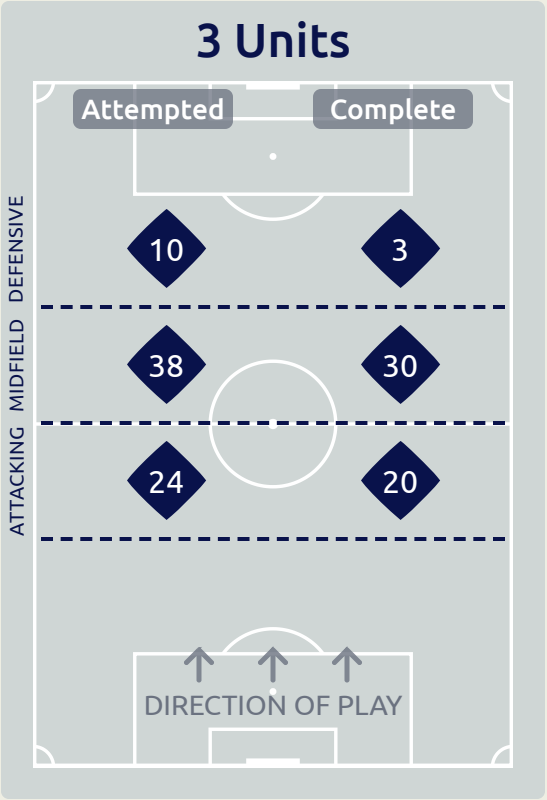 3 Units
Attempted Complete
DEFENSIVE
10 3
MIDFIELD
38 30
ATTACKING
24 20
DIRECTION OF PLAY